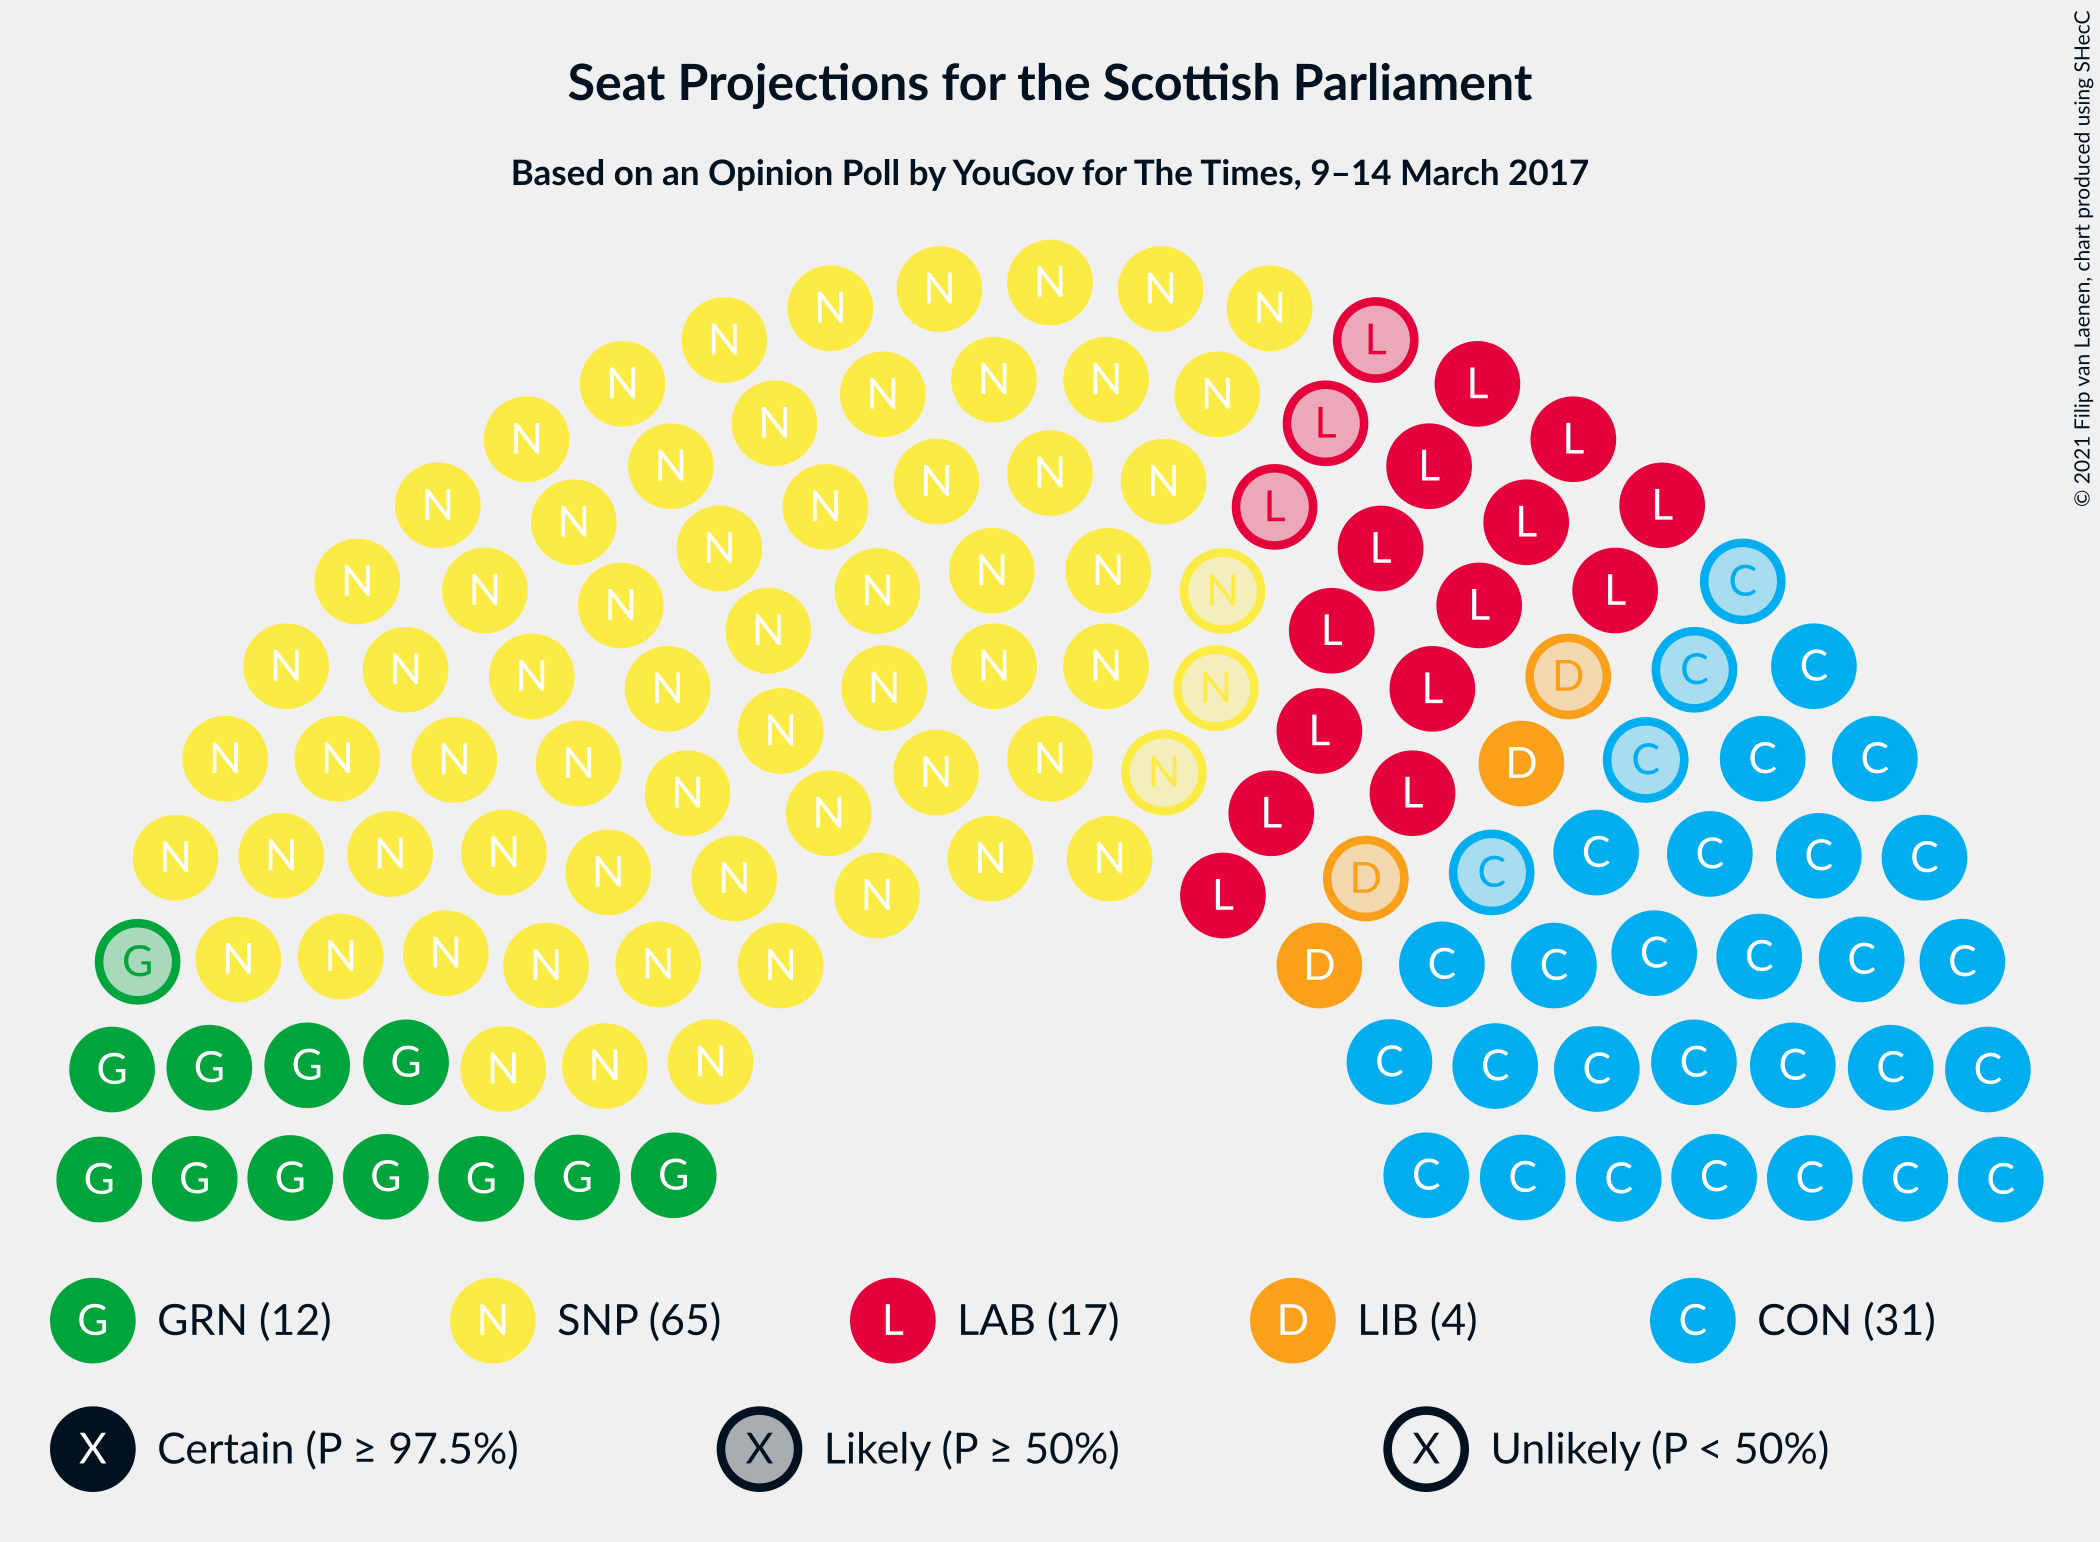 Seat Projections for the Scottish Parliament
Based on an Opinion Poll by YouGov for The Times, 9–14 March 2017
© 2021 Filip van Laenen, chart produced using SHecC
N N N N N
N N L
N N N N N L
N N L L
N N N N L L
N N N L L
N N N N L L
N N N L L
N N N N C
N N N L L
N N N N L
N N N D C C
N N N N L
N N L
N N N N N D C C C
N N N L
N N L
N N N N C C C C
N N N L C
N D
G N N N N N N D C C C C C C
G G G G N N N C C C C C C C
G G G G G G G C C C C C C C
G GRN (12) N SNP (65) L LAB (17) D LIB (4) C CON (31)
X Certain (P ≥ 97.5%) X Likely (P ≥ 50%) X Unlikely (P < 50%)